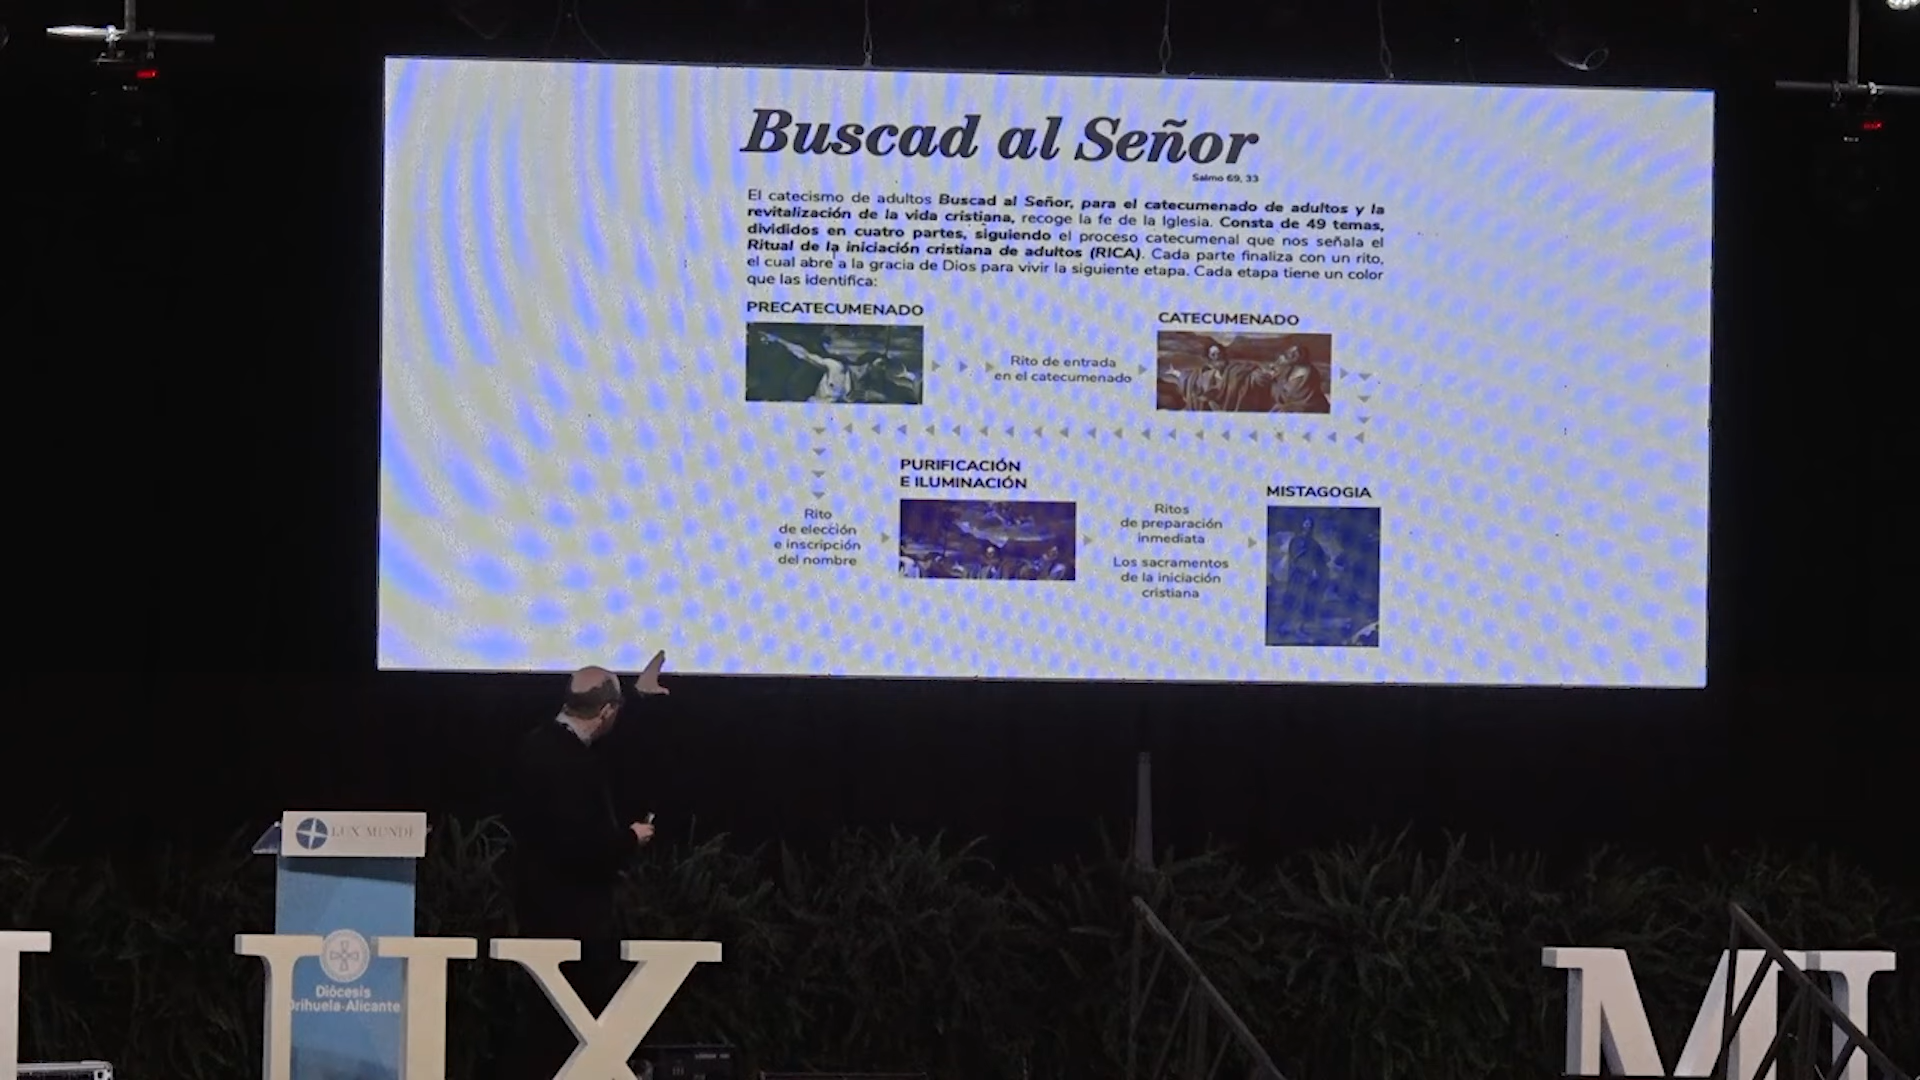 Buscad al Señor
Salmo 69, 33
El catecismo de adultos Buscad al Señor, para el catecumenado de adultos y la
revitalización de la vida cristiana, recoge la fe de la Iglesia. Consta de 49 temas,
divididos en cuatro partes, siguiendo el proceso catecumenal que nos señala el
Ritual de la iniciación cristiana de adultos (RICA). Cada parte finaliza con un rito,
el cual abre a la gracia de Dios para vivir la siguiente etapa. Cada etapa tiene un color
que las identifica:
PRECATECUMENADO
Rito de entrada
en el catecumenado
CATECUMENADO
Rito
de elección
e inscripción
del nombre
PURIFICACIÓN
E ILUMINACIÓN
Ritos
de preparación
inmediata
Los sacramentos
de la iniciación
cristiana
MISTAGOGIA
LUX MUNDI
Diócesis
Orihuela-Alicante
LUX MU